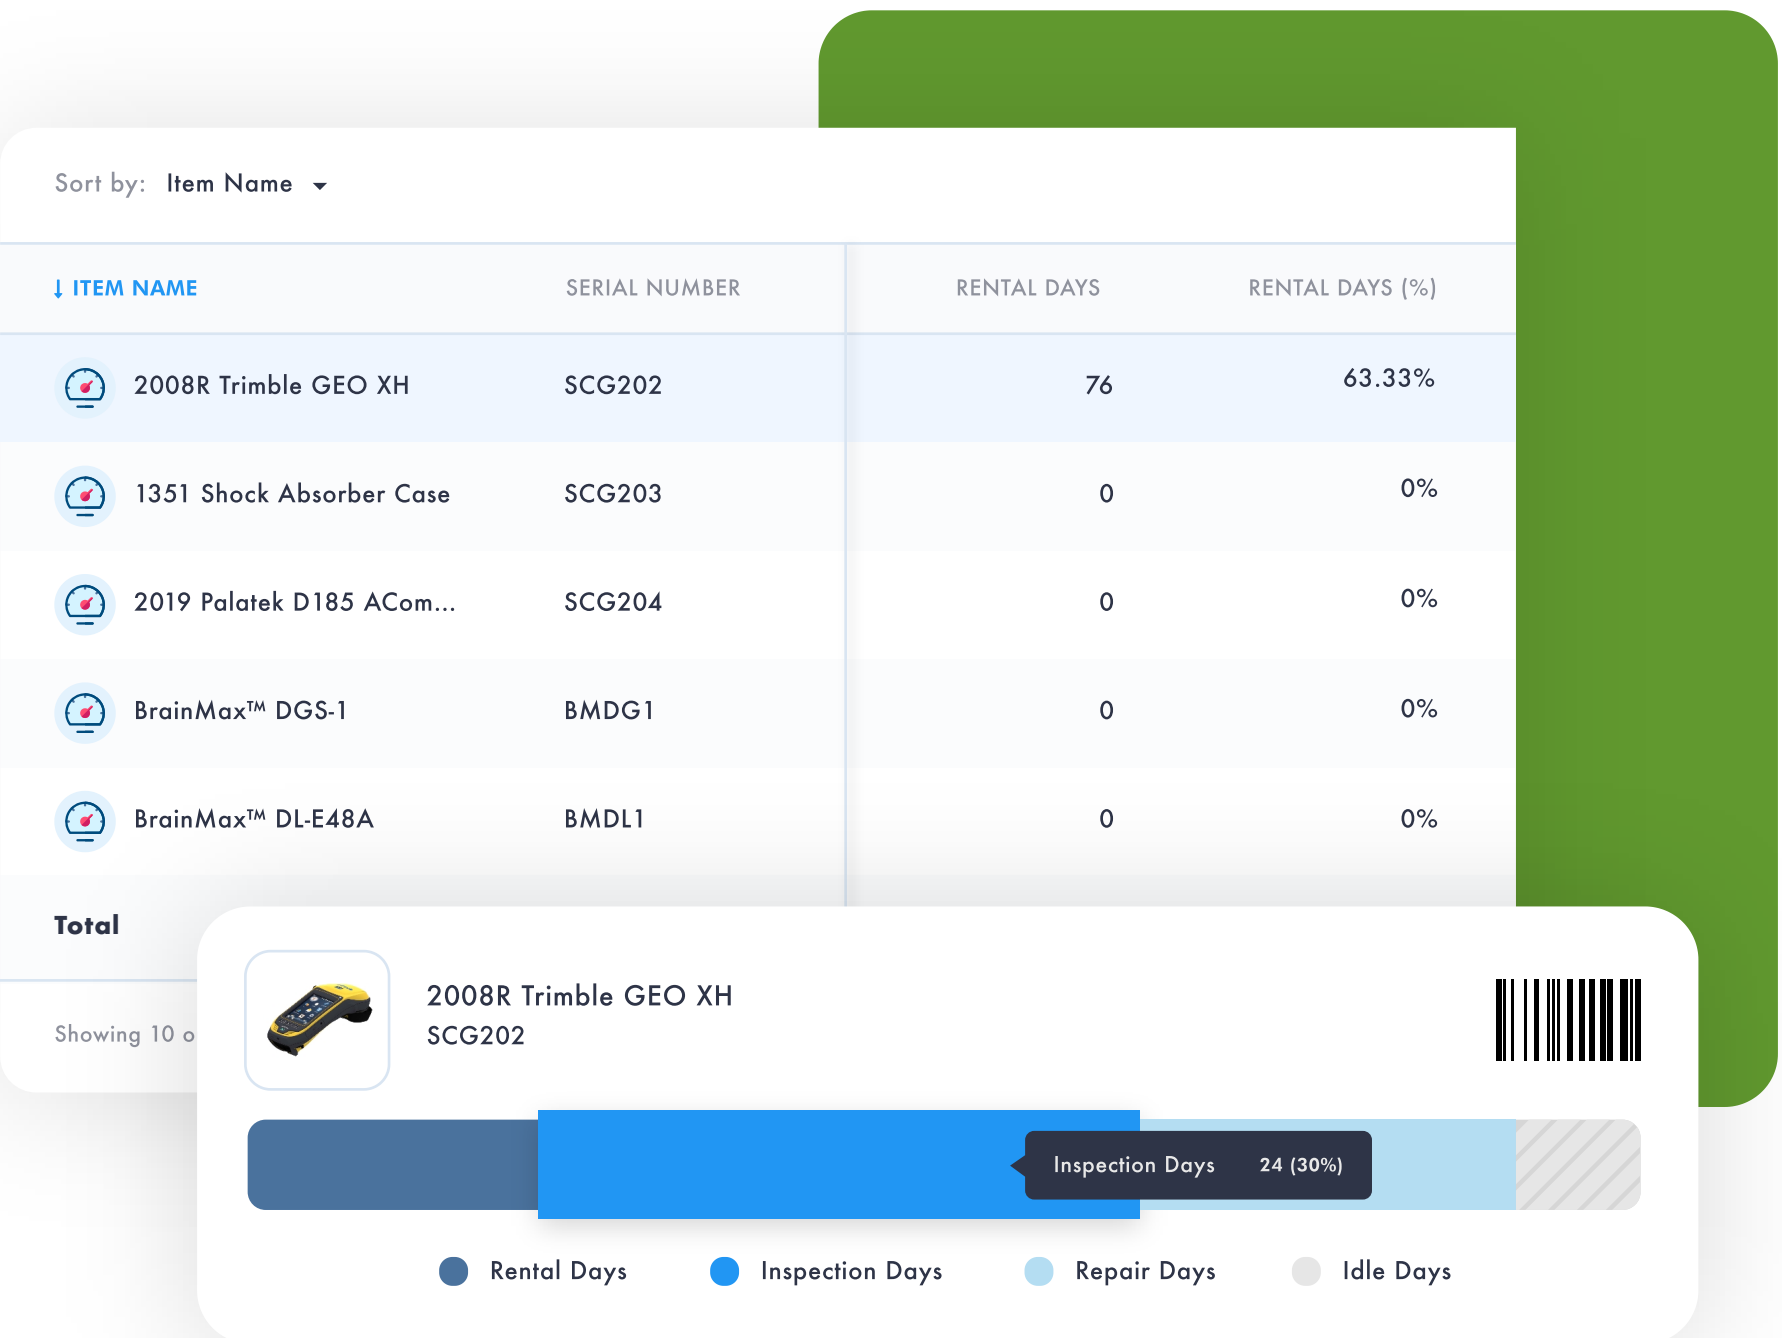 Sort by: Item Name
↓ ITEM NAME SERIAL NUMBER RENTAL DAYS RENTAL DAYS (%)
2008R Trimble GEO XH SCG202 76 63.33%
1351 Shock Absorber Case SCG203 0 0%
2019 Palatek D185 ACom... SCG204 0 0%
BrainMax™ DGS-1 BMDG1 0 0%
BrainMax™ DL-E48A BMDL1 0 0%
Total
Showing 10 o
2008R Trimble GEO XH
SCG202
Inspection Days 24 (30%)
Rental Days Inspection Days Repair Days Idle Days